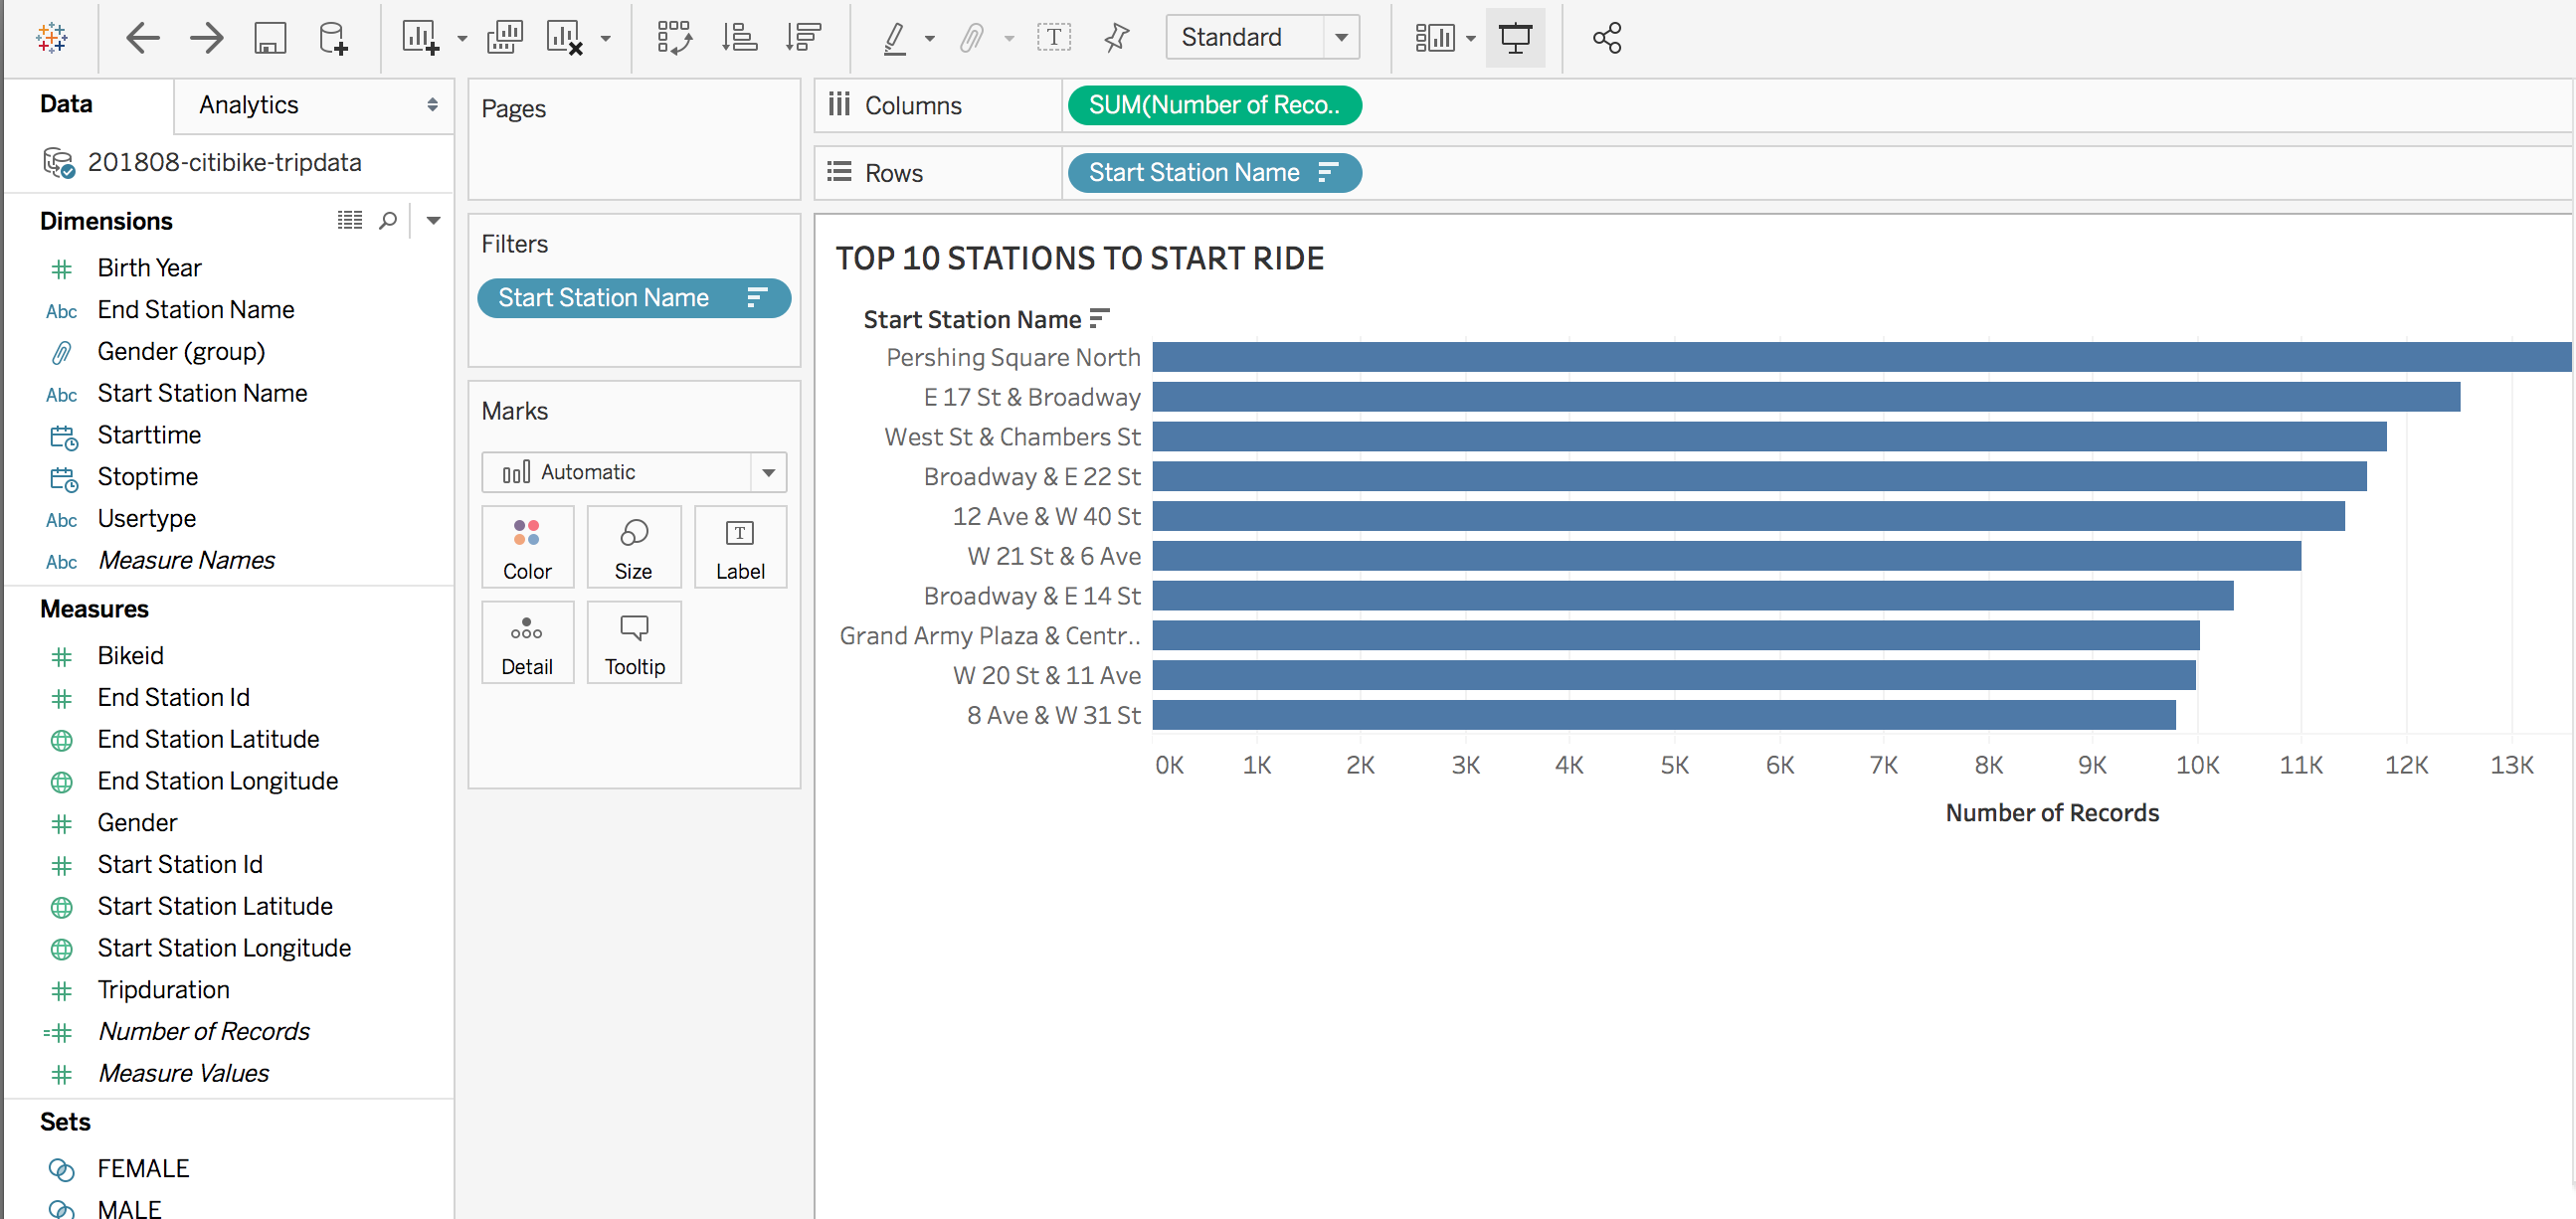 Standard
Data
Analytics
201808-citibike-tripdata
Dimensions
Birth Year
Abc End Station Name
Gender (group)
Abc Start Station Name
Starttime
Stoptime
Abc Usertype
Abc Measure Names
Measures
Bikeid
End Station Id
End Station Latitude
End Station Longitude
Gender
Start Station Id
Start Station Latitude
Start Station Longitude
Tripduration
Number of Records
Measure Values
Sets
FEMALE
MALE
Pages
Filters
Start Station Name
Marks
Automatic
Color
Size
T
Label
Detail
Tooltip
Columns
SUM(Number of Reco..
Rows
Start Station Name
TOP 10 STATIONS TO START RIDE
Start Station Name
Pershing Square North
E 17 St & Broadway
West St & Chambers St
Broadway & E 22 St
12 Ave & W 40 St
W 21 St & 6 Ave
Broadway & E 14 St
Grand Army Plaza & Centr..
W 20 St & 11 Ave
8 Ave & W 31 St
0K 1K 2K 3K 4K 5K 6K 7K 8K 9K 10K 11K 12K 13K
Number of Records